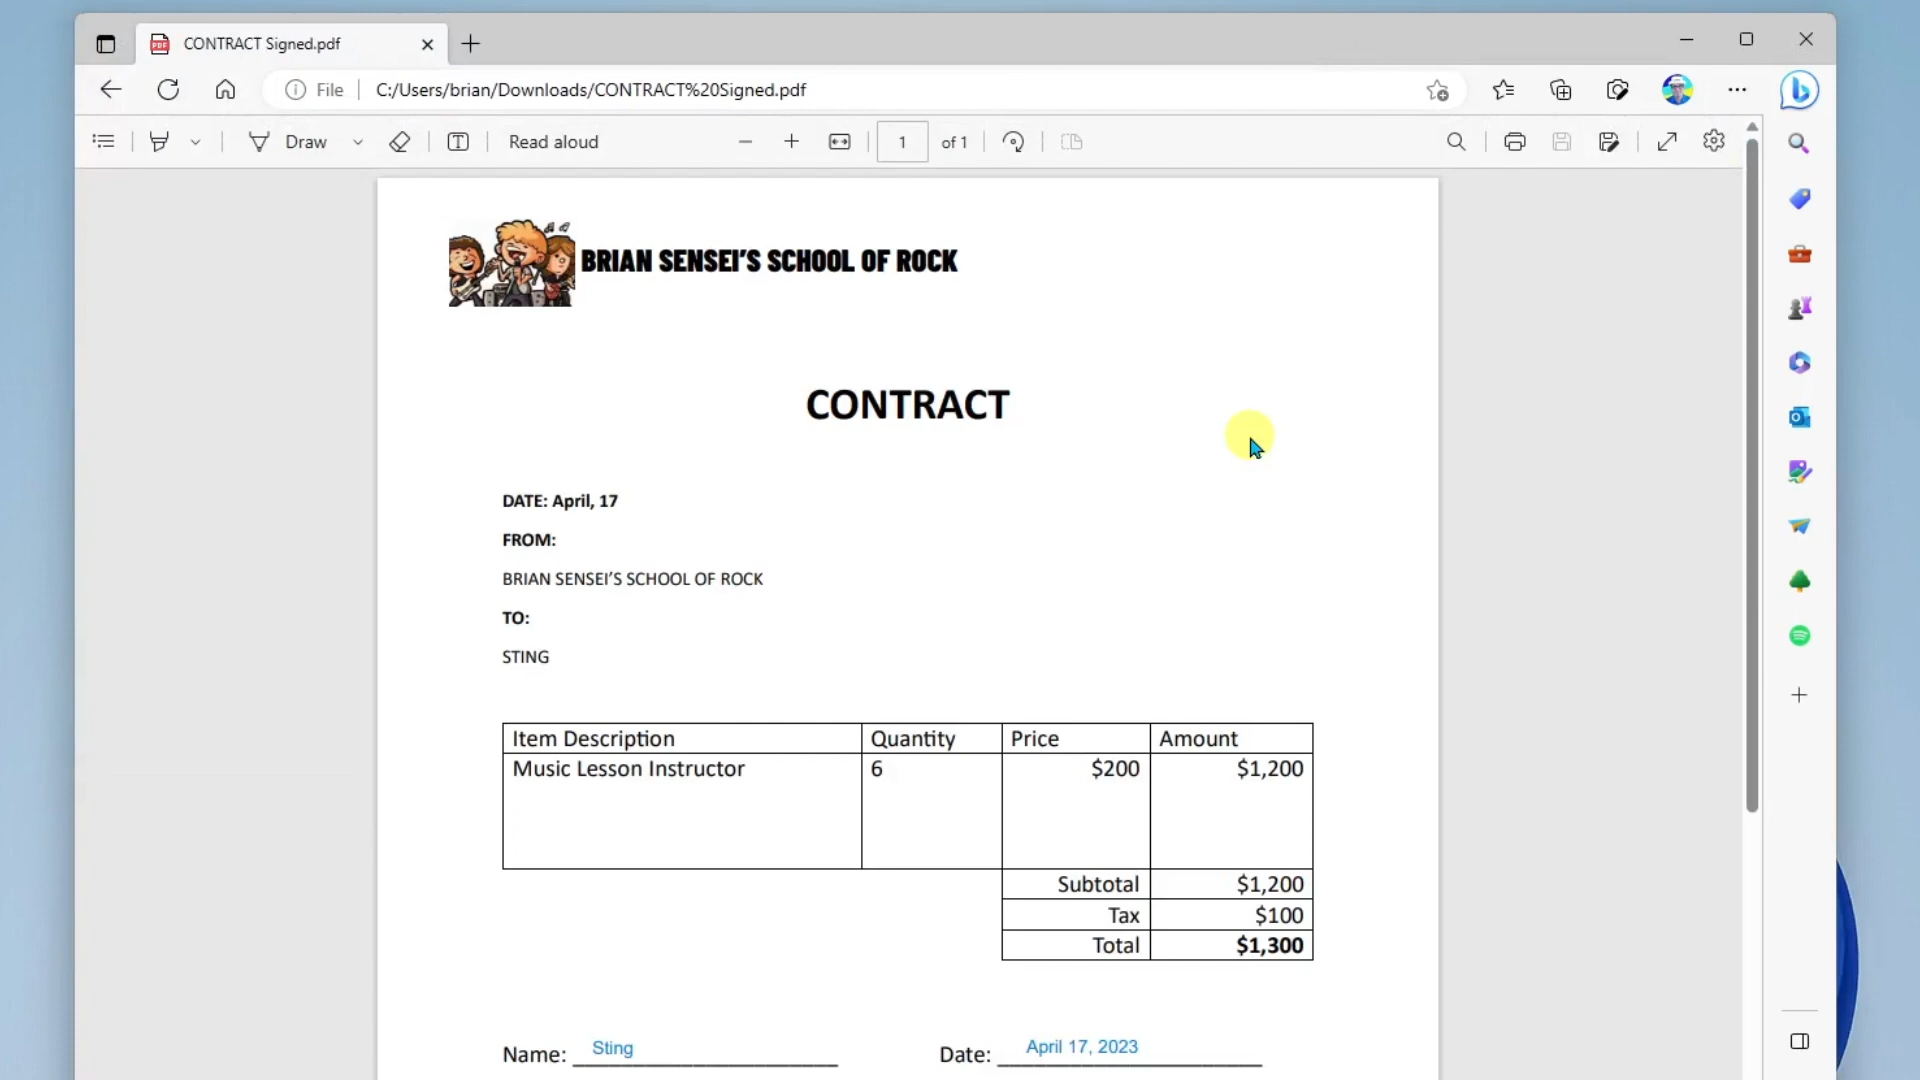 CONTRACT Signed.pdf
File C:/Users/brian/Downloads/CONTRACT%20Signed.pdf
Draw Read aloud 1 of 1
BRIAN SENSEI'S SCHOOL OF ROCK
CONTRACT
DATE: April, 17
FROM:
BRIAN SENSEI'S SCHOOL OF ROCK
TO:
STING
Item Description Quantity Price Amount
Music Lesson Instructor 6 $200 $1,200
Subtotal $1,200
Tax $100
Total $1,300
Name: Sting Date: April 17, 2023